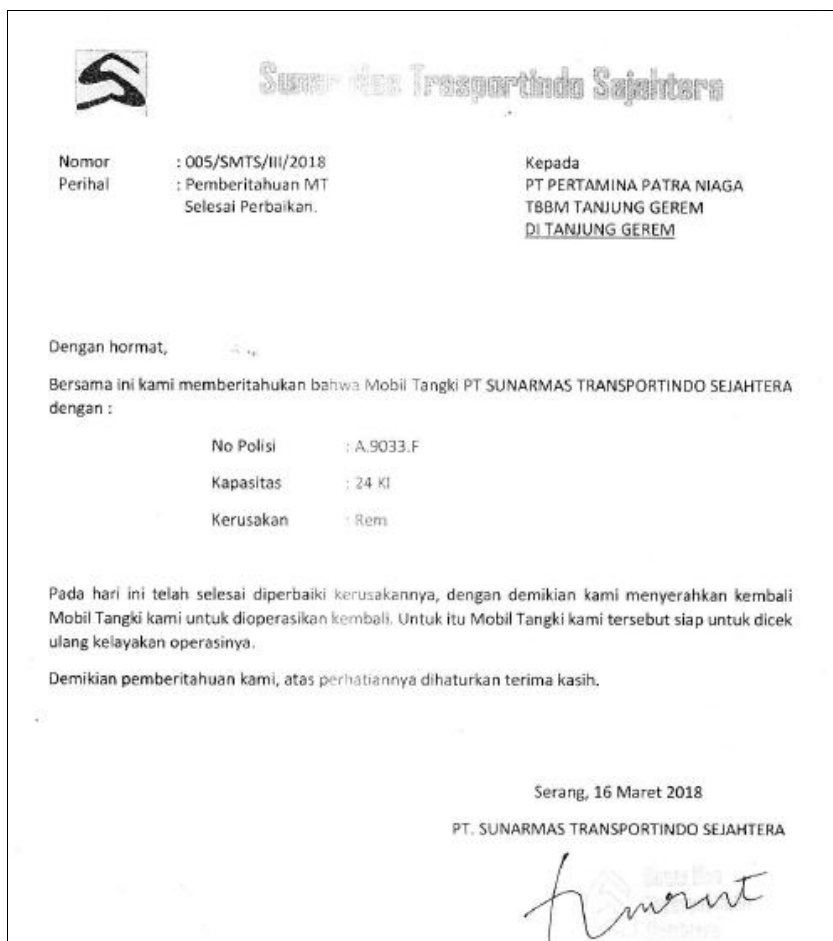 Sunar Mas Trasportindo Sajahtera
Nomor : 005/SMTS/III/2018
Perihal : Pemberitahuan MT
Selesai Perbaikan.
Kepada
PT PERTAMINA PATRA NIAGA
TBBM TANJUNG GEREM
DI TANJUNG GEREM
Dengan hormat,
Bersama ini kami memberitahukan bahwa Mobil Tangki PT SUNARMAS TRANSPORTINDO SEJAHTERA
dengan :
No Polisi : A.9033.F
Kapasitas : 24 Kl
Kerusakan : Rem
Pada hari ini telah selesai diperbaiki kerusakannya, dengan demikian kami menyerahkan kembali
Mobil Tangki kami untuk dioperasikan kembali. Untuk itu Mobil Tangki kami tersebut siap untuk dicek
ulang kelayakan operasinya.
Demikian pemberitahuan kami, atas perhatiannya dihaturkan terima kasih.
Serang, 16 Maret 2018
PT. SUNARMAS TRANSPORTINDO SEJAHTERA